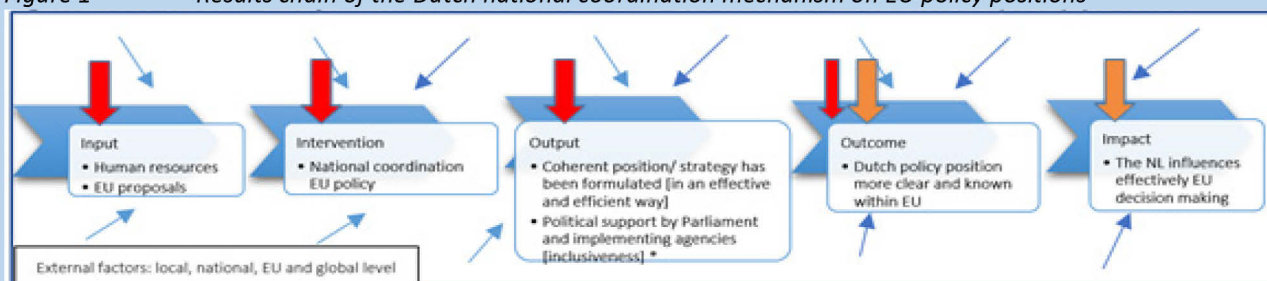 Figure 1 Results chain of the Dutch national coordination mechanism on EU policy positions
Input
• Human resources
• EU proposals
Intervention
• National coordination
EU policy
Output
• Coherent position/ strategy has
been formulated [in an effective
and efficient way]
• Political support by Parliament
and implementing agencies
[inclusiveness] *
Outcome
• Dutch policy position
more clear and known
within EU
Impact
• The NL influences
effectively EU
decision making
External factors: local, national, EU and global level